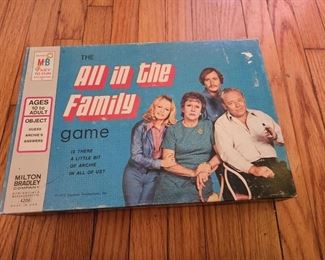 MB
THE
All in the
Family
game
AGES
10 to
ADULT
OBJECT
GUESS
ARCHIE'S
ANSWERS
IS THERE
A LITTLE BIT
OF ARCHIE
IN ALL OF US?
MILTON
BRADLEY
COMPANY
4206